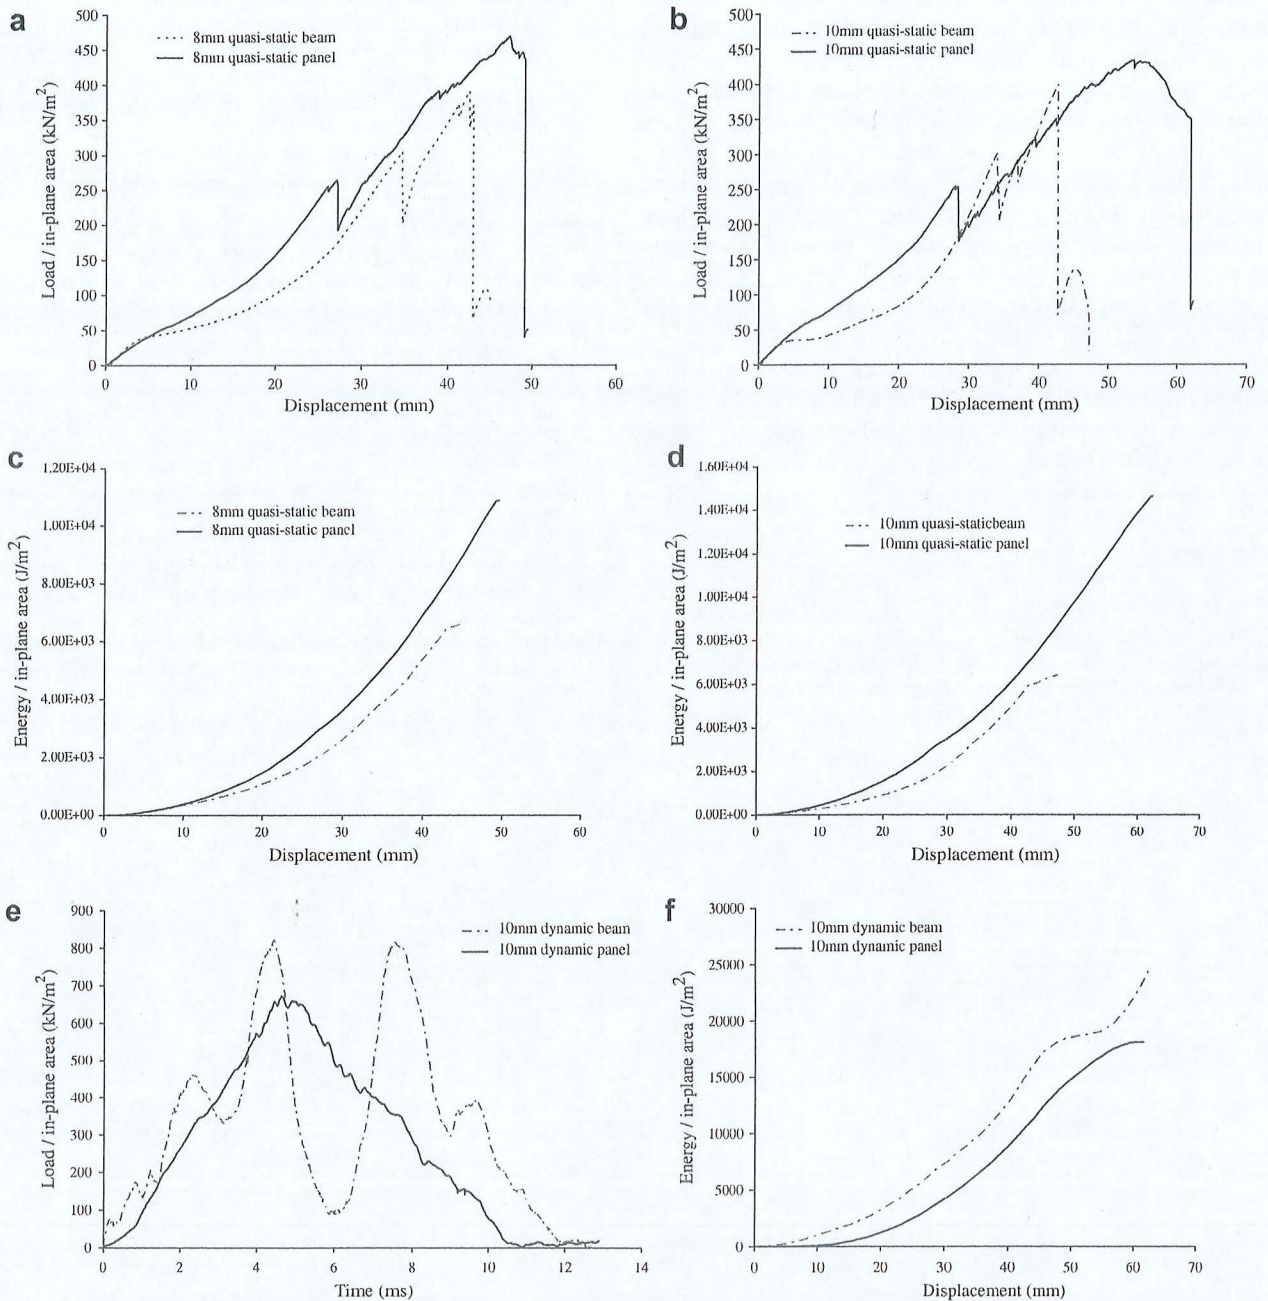 a
500
450
400
350
300
250
200
150
100
50
0
0 10 20 30 40 50 60
Load / in-plane area (kN/m2)
Displacement (mm)
8mm quasi-static beam
8mm quasi-static panel
b
500
450
400
350
300
250
200
150
100
50
0
0 10 20 30 40 50 60 70
Load / in-plane area (kN/m2)
Displacement (mm)
10mm quasi-static beam
10mm quasi-static panel
c
1.20E+04
1.00E+04
8.00E+03
6.00E+03
4.00E+03
2.00E+03
0.00E+00
0 10 20 30 40 50 60
Energy / in-plane area (J/m2)
Displacement (mm)
8mm quasi-static beam
8mm quasi-static panel
d
1.60E+04
1.40E+04
1.20E+04
1.00E+04
8.00E+03
6.00E+03
4.00E+03
2.00E+03
0.00E+00
0 10 20 30 40 50 60 70
Energy / in-plane area (J/m2)
Displacement (mm)
10mm quasi-staticbeam
10mm quasi-static panel
e
900
800
700
600
500
400
300
200
100
0
0 2 4 6 8 10 12 14
Load / in-plane area (kN/m2)
Time (ms)
10mm dynamic beam
10mm dynamic panel
f
30000
25000
20000
15000
10000
5000
0
0 10 20 30 40 50 60 70
Energy / in-plane area (J/m2)
Displacement (mm)
10mm dynamic beam
10mm dynamic panel